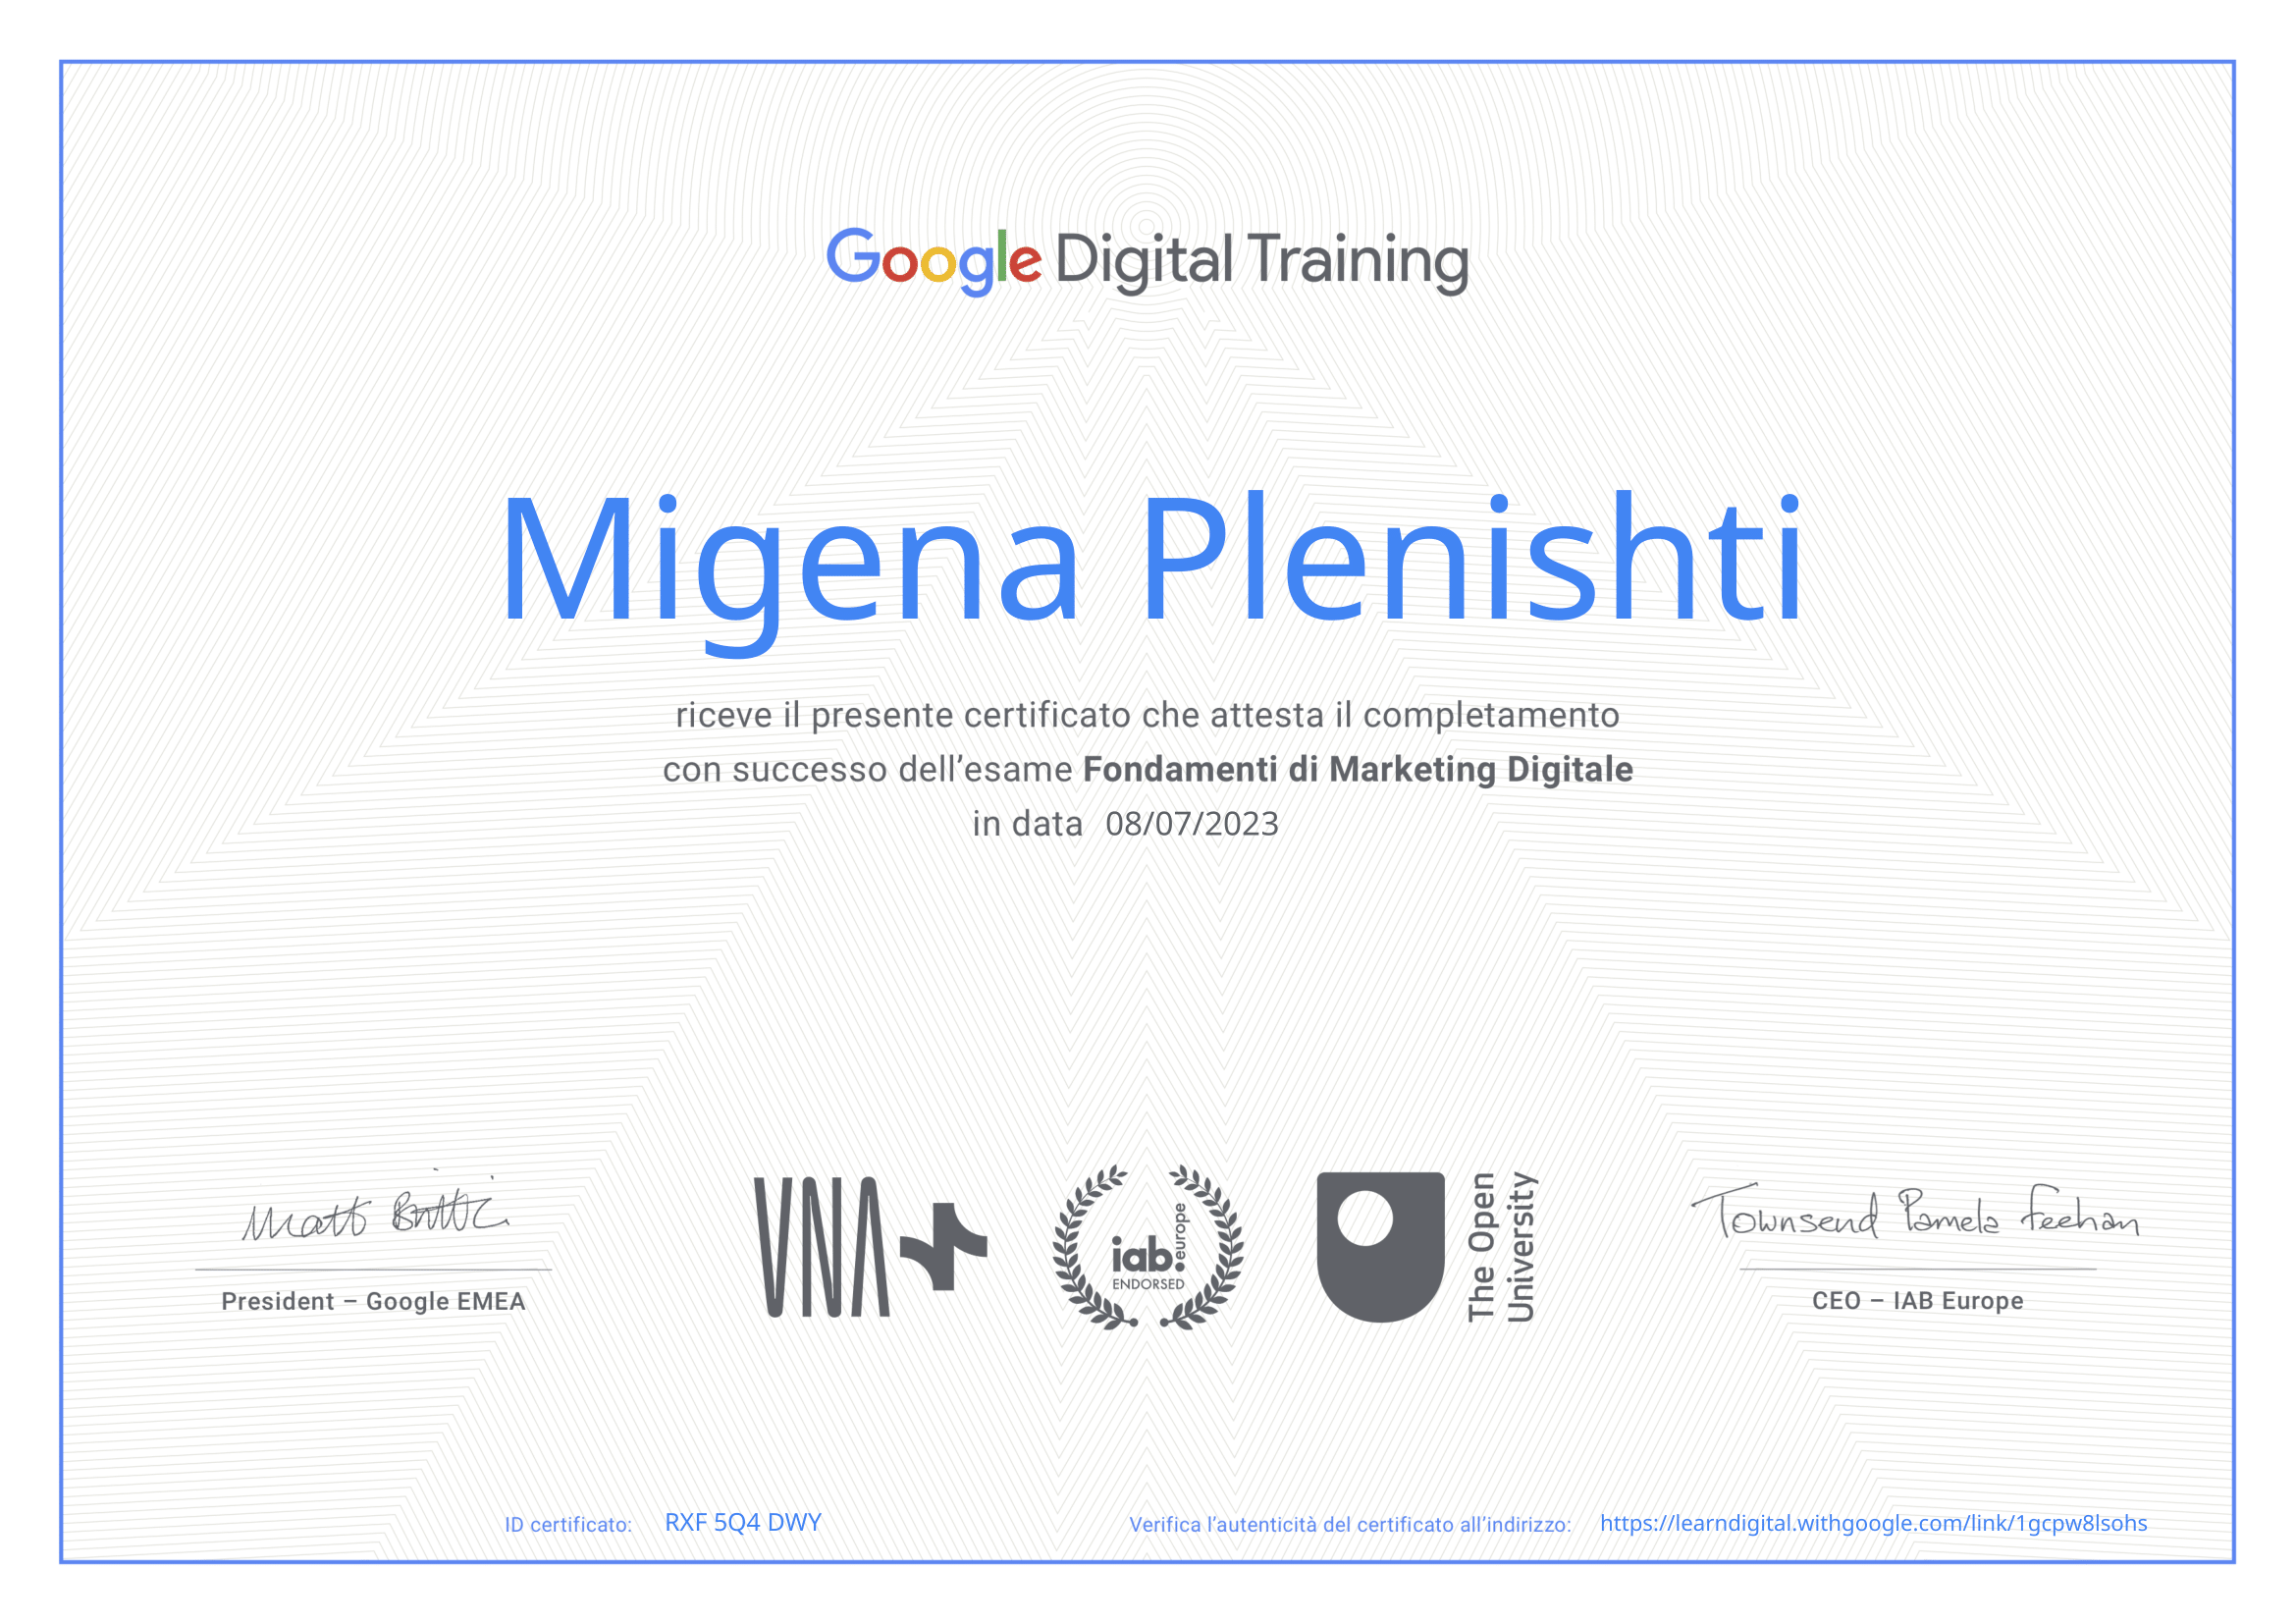 Google Digital Training
Migena Plenishti
riceve il presente certificato che attesta il completamento
con successo dell’esame Fondamenti di Marketing Digitale
in data 08/07/2023
Matt Brittin
President – Google EMEA
VNA
iab.europe
ENDORSED
The Open
University
Townsend Pamela Feehan
CEO – IAB Europe
ID certificato: RXF 5Q4 DWY
Verifica l’autenticità del certificato all’indirizzo: https://learndigital.withgoogle.com/link/1gcpw8lsohs